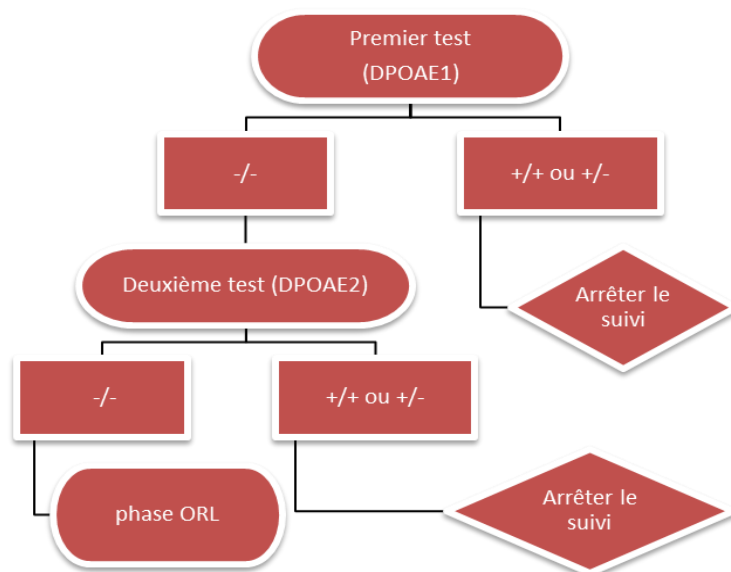 Premier test
(DPOAE1)
-/-
+/+ ou +/-
Deuxième test (DPOAE2)
Arrêter le
suivi
-/-
+/+ ou +/-
phase ORL
Arrêter le
suivi